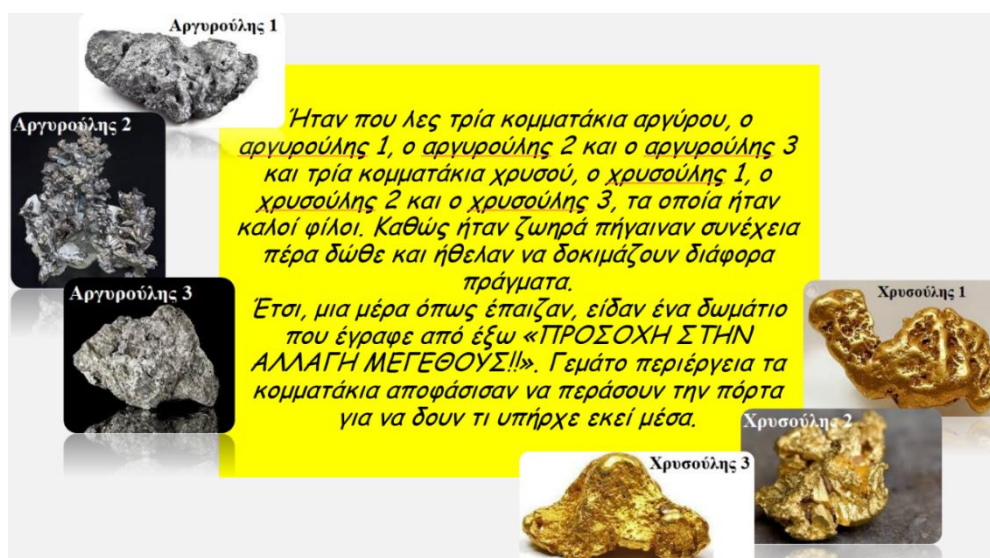 Αργυρούλης 1
Αργυρούλης 2
Αργυρούλης 3
Ήταν που λες τρία κομματάκια αργύρου, ο
αργυρούλης 1, ο αργυρούλης 2 και ο αργυρούλης 3
και τρία κομματάκια χρυσού, ο χρυσούλης 1, ο
χρυσούλης 2 και ο χρυσούλης 3, τα οποία ήταν
καλοί φίλοι. Καθώς ήταν ζωηρά πήγαιναν συνέχεια
πέρα δώθε και ήθελαν να δοκιμάζουν διάφορα
πράγματα.
Έτσι, μια μέρα όπως έπαιζαν, είδαν ένα δωμάτιο
που έγραφε από έξω «ΠΡΟΣΟΧΗ ΣΤΗΝ
ΑΛΛΑΓΗ ΜΕΓΕΘΟΥΣ!!». Γεμάτο περιέργεια τα
κομματάκια αποφάσισαν να περάσουν την πόρτα
για να δουν τι υπήρχε εκεί μέσα.
Χρυσούλης 1
Χρυσούλης 2
Χρυσούλης 3